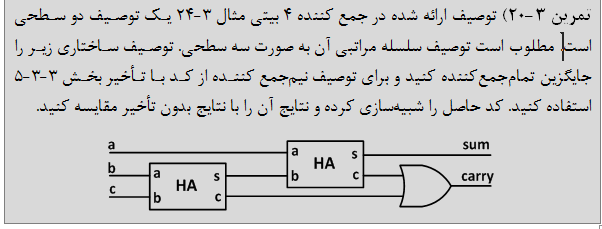 تمرین ۳-۲۰) توصیف ارائه شده در جمع کننده ۴ بیتی مثال ۳-۲۴ یک توصیف دو سطحی
است. مطلوب است توصیف سلسله مراتبی آن به صورت سه سطحی. توصیف ساختاری زیر را
جایگزین تمام‌جمع‌کننده کنید و برای توصیف نیم‌جمع کننده از کد با تأخیر بخش ۳-۳-۵
استفاده کنید. کد حاصل را شبیه‌سازی کرده و نتایج آن را با نتایج بدون تأخیر مقایسه کنید.
a
a s sum
b HA
b c
a s carry
c HA
b c